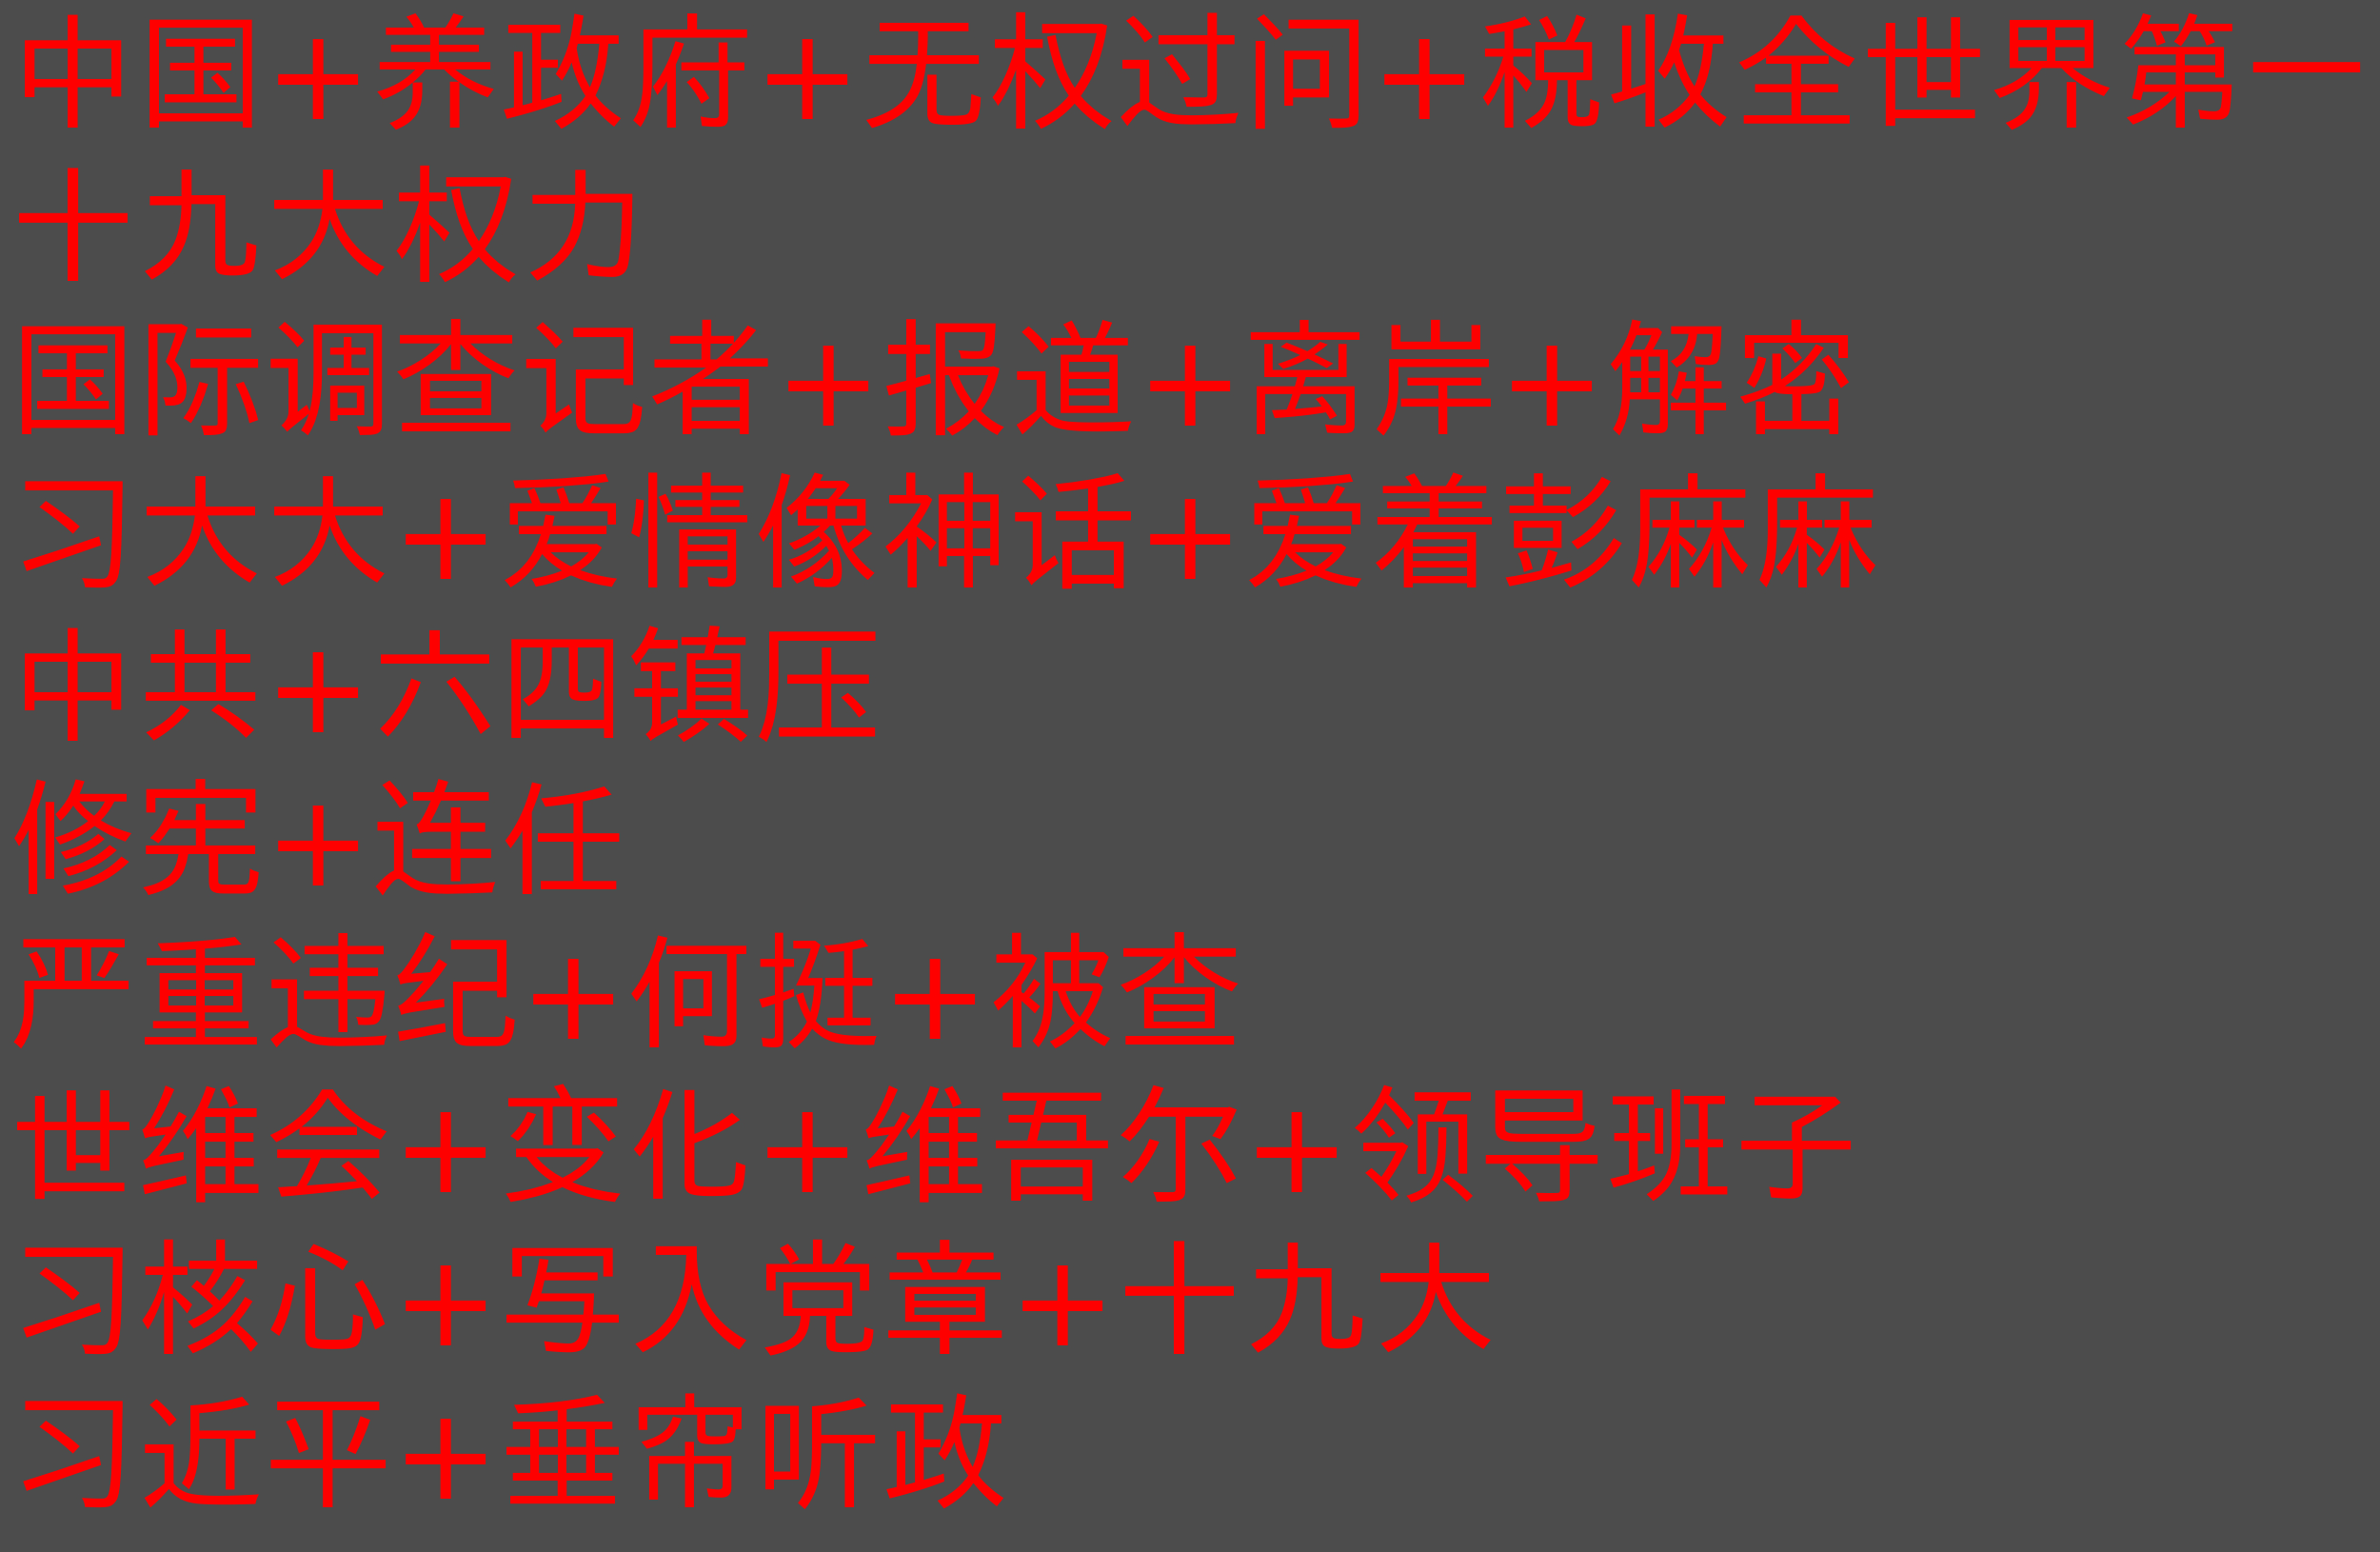 中国+养政府+无权过问+税收全世界第一
十九大权力
国际调查记者+报道+离岸+解密
习大大+爱情像神话+爱着彭麻麻
中共+六四镇压
修宪+连任
严重违纪+何挺+被查
世维会+变化+维吾尔+领导班子
习核心+写入党章+十九大
习近平+垂帘听政